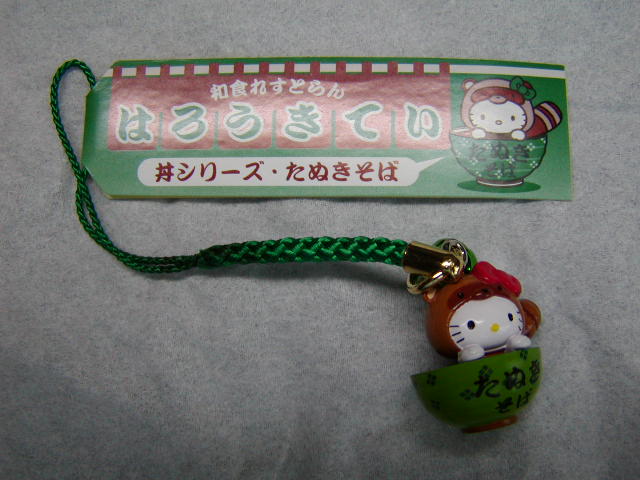 和食れすとらん
はろうきてぃ
丼シリーズ・たぬきそば
たぬき
そば
たぬき
そば